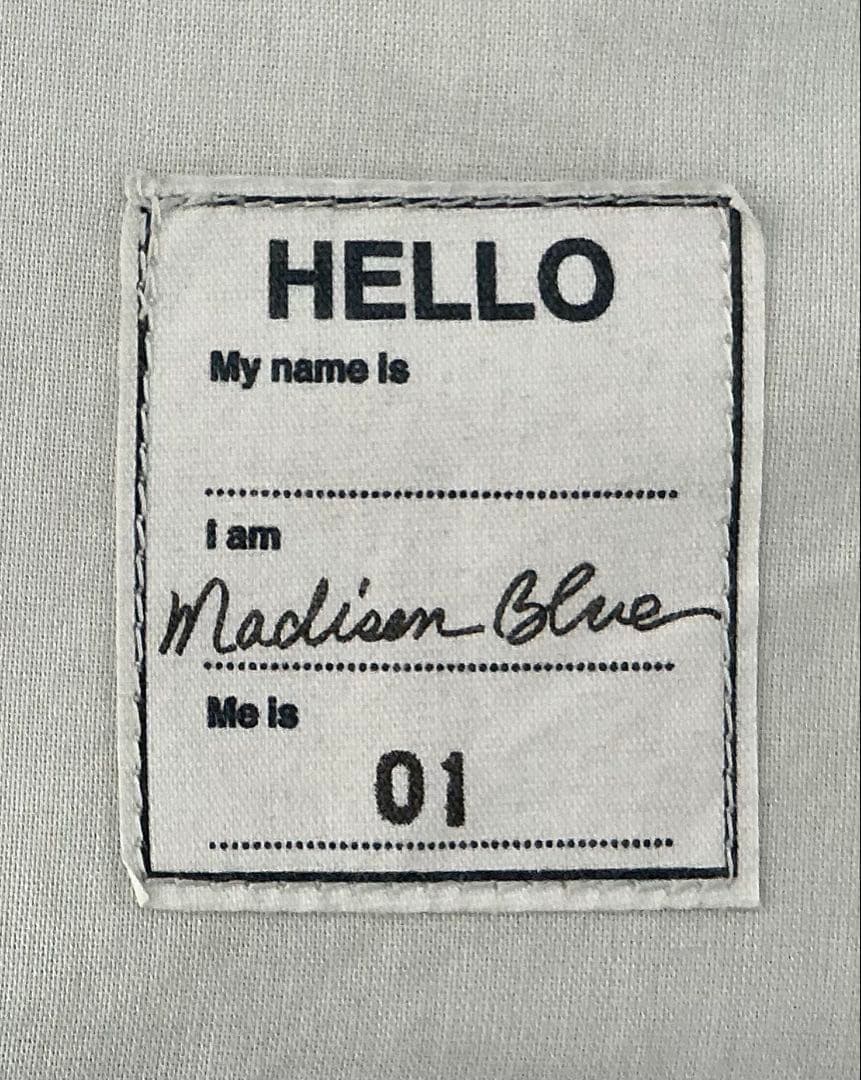 HELLO
My name is
I am
Madison Blue
Me is
01